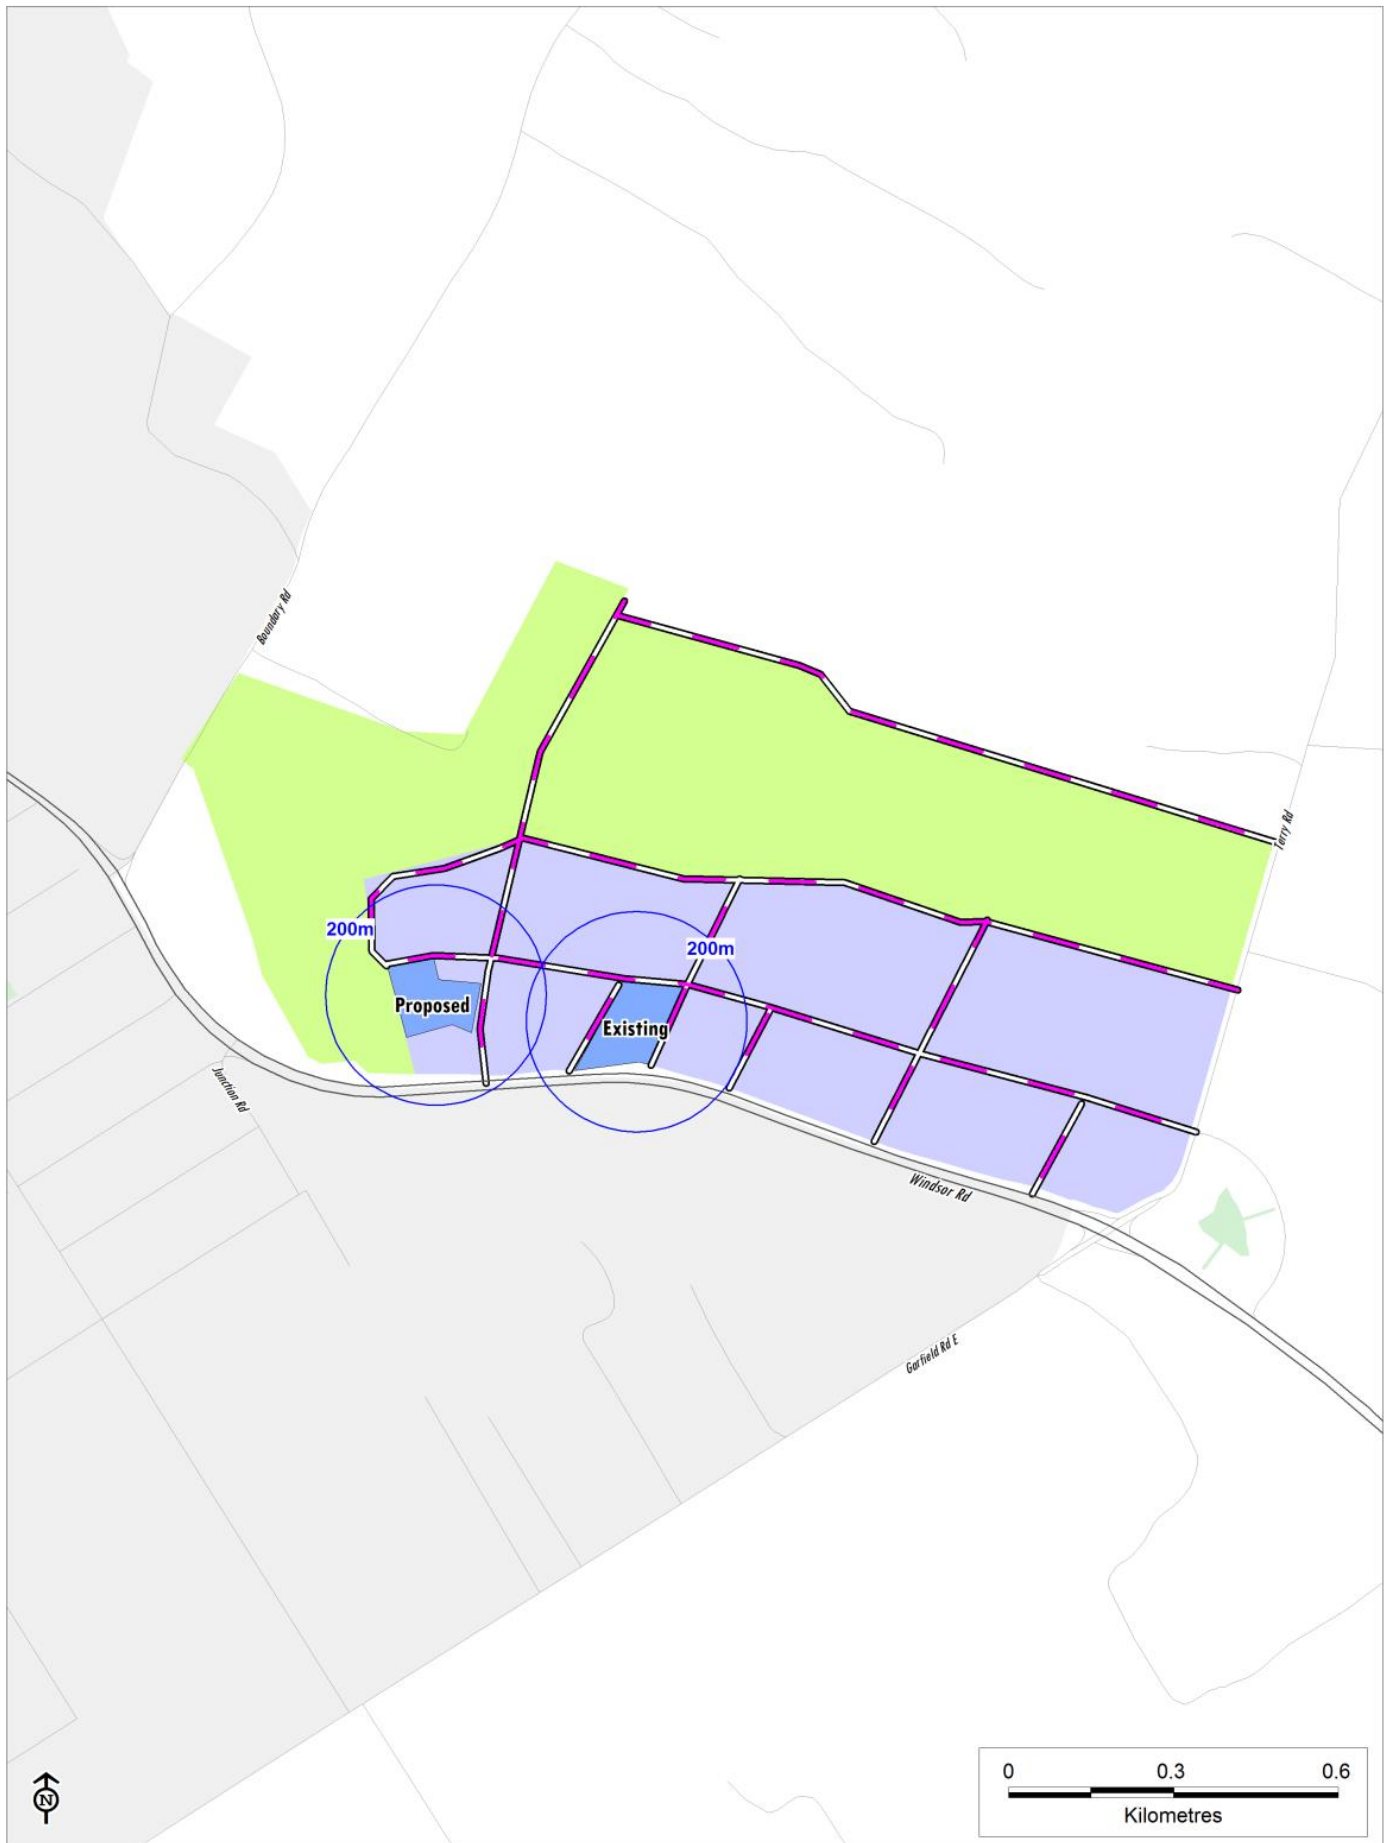 Boundary Rd
Terry Rd
200m
200m
Proposed
Existing
Junction Rd
Windsor Rd
Garfield Rd E
N
0 0.3 0.6
Kilometres